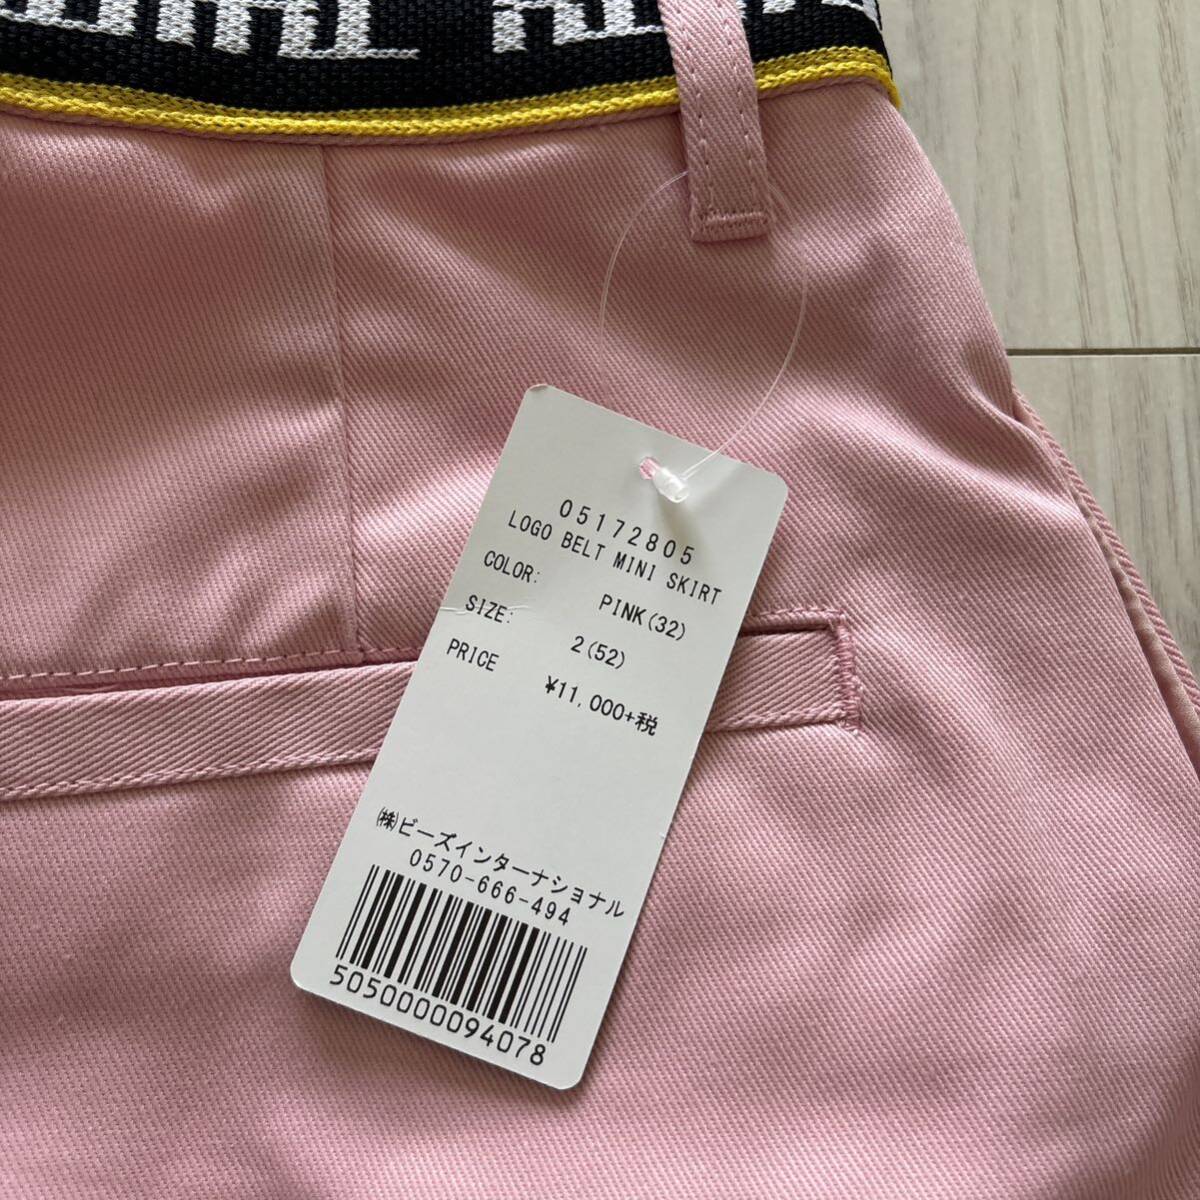 05172805
LOGO BELT MINI SKIRT
COLOR: PINK(32)
SIZE: 2(52)
PRICE ¥11,000+税
㈱ビーズインターナショナル
0570-666-494
5050000094078